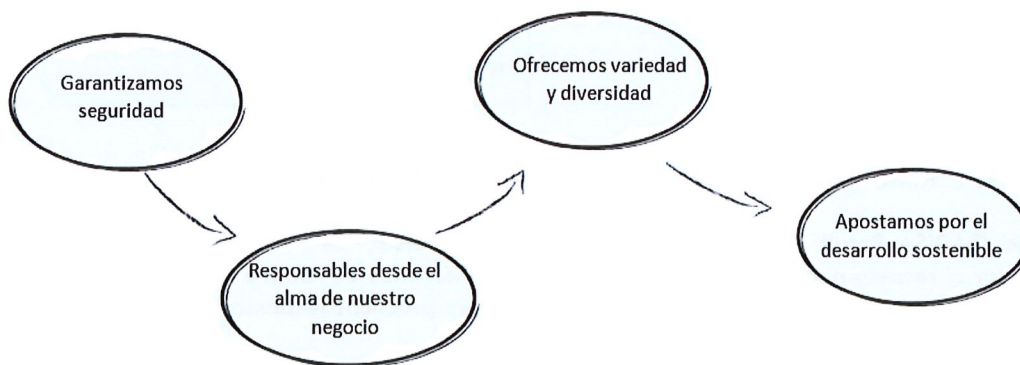 Garantizamos
seguridad
Responsables desde el
alma de nuestro
negocio
Ofrecemos variedad
y diversidad
Apostamos por el
desarrollo sostenible